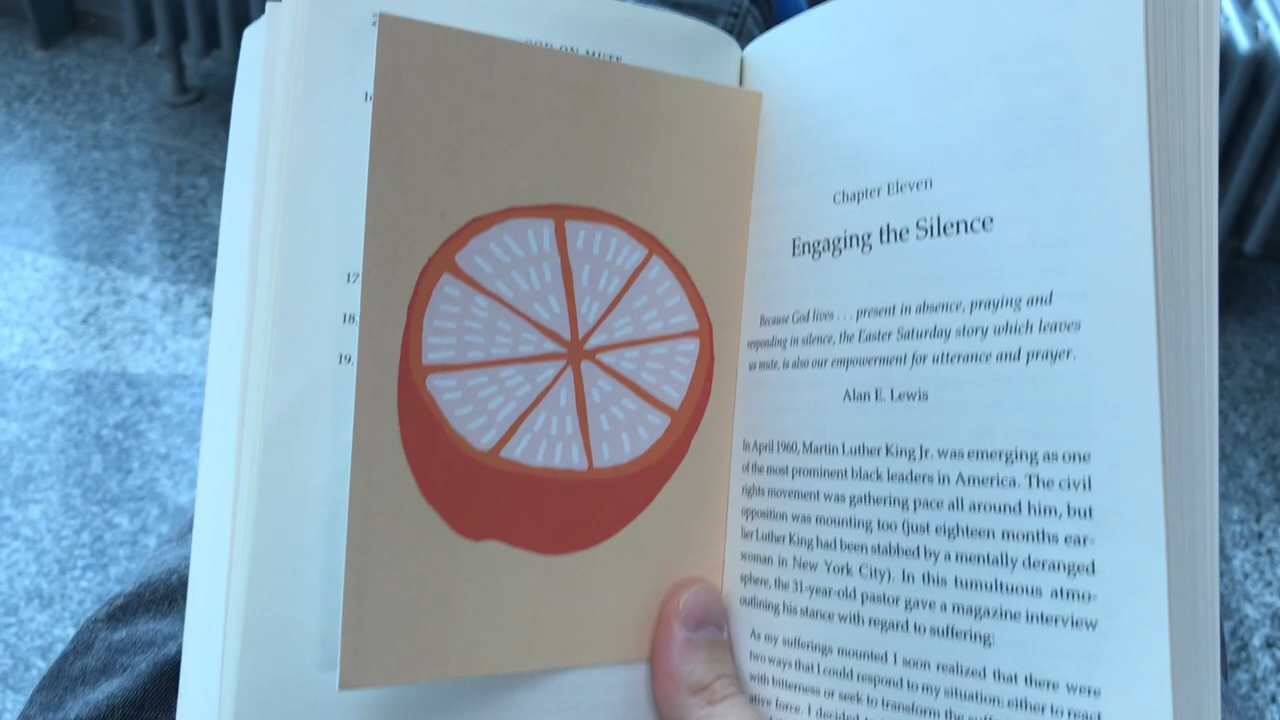 GOD ON MUTE
17
18.
19.
Chapter Eleven
Engaging the Silence
Because God lives . . . present in absence, praying and
responding in silence, the Easter Saturday story which leaves
us mute, is also our empowerment for utterance and prayer.
Alan E. Lewis
In April 1960, Martin Luther King Jr. was emerging as one
of the most prominent black leaders in America. The civil
rights movement was gathering pace all around him, but
opposition was mounting too (just eighteen months ear-
lier Luther King had been stabbed by a mentally deranged
woman in New York City). In this tumultuous atmo-
sphere, the 31-year-old pastor gave a magazine interview
outlining his stance with regard to suffering:
As my sufferings mounted I soon realized that there were
two ways that I could respond to my situation: either to react
with bitterness or seek to transform the
force. I decided